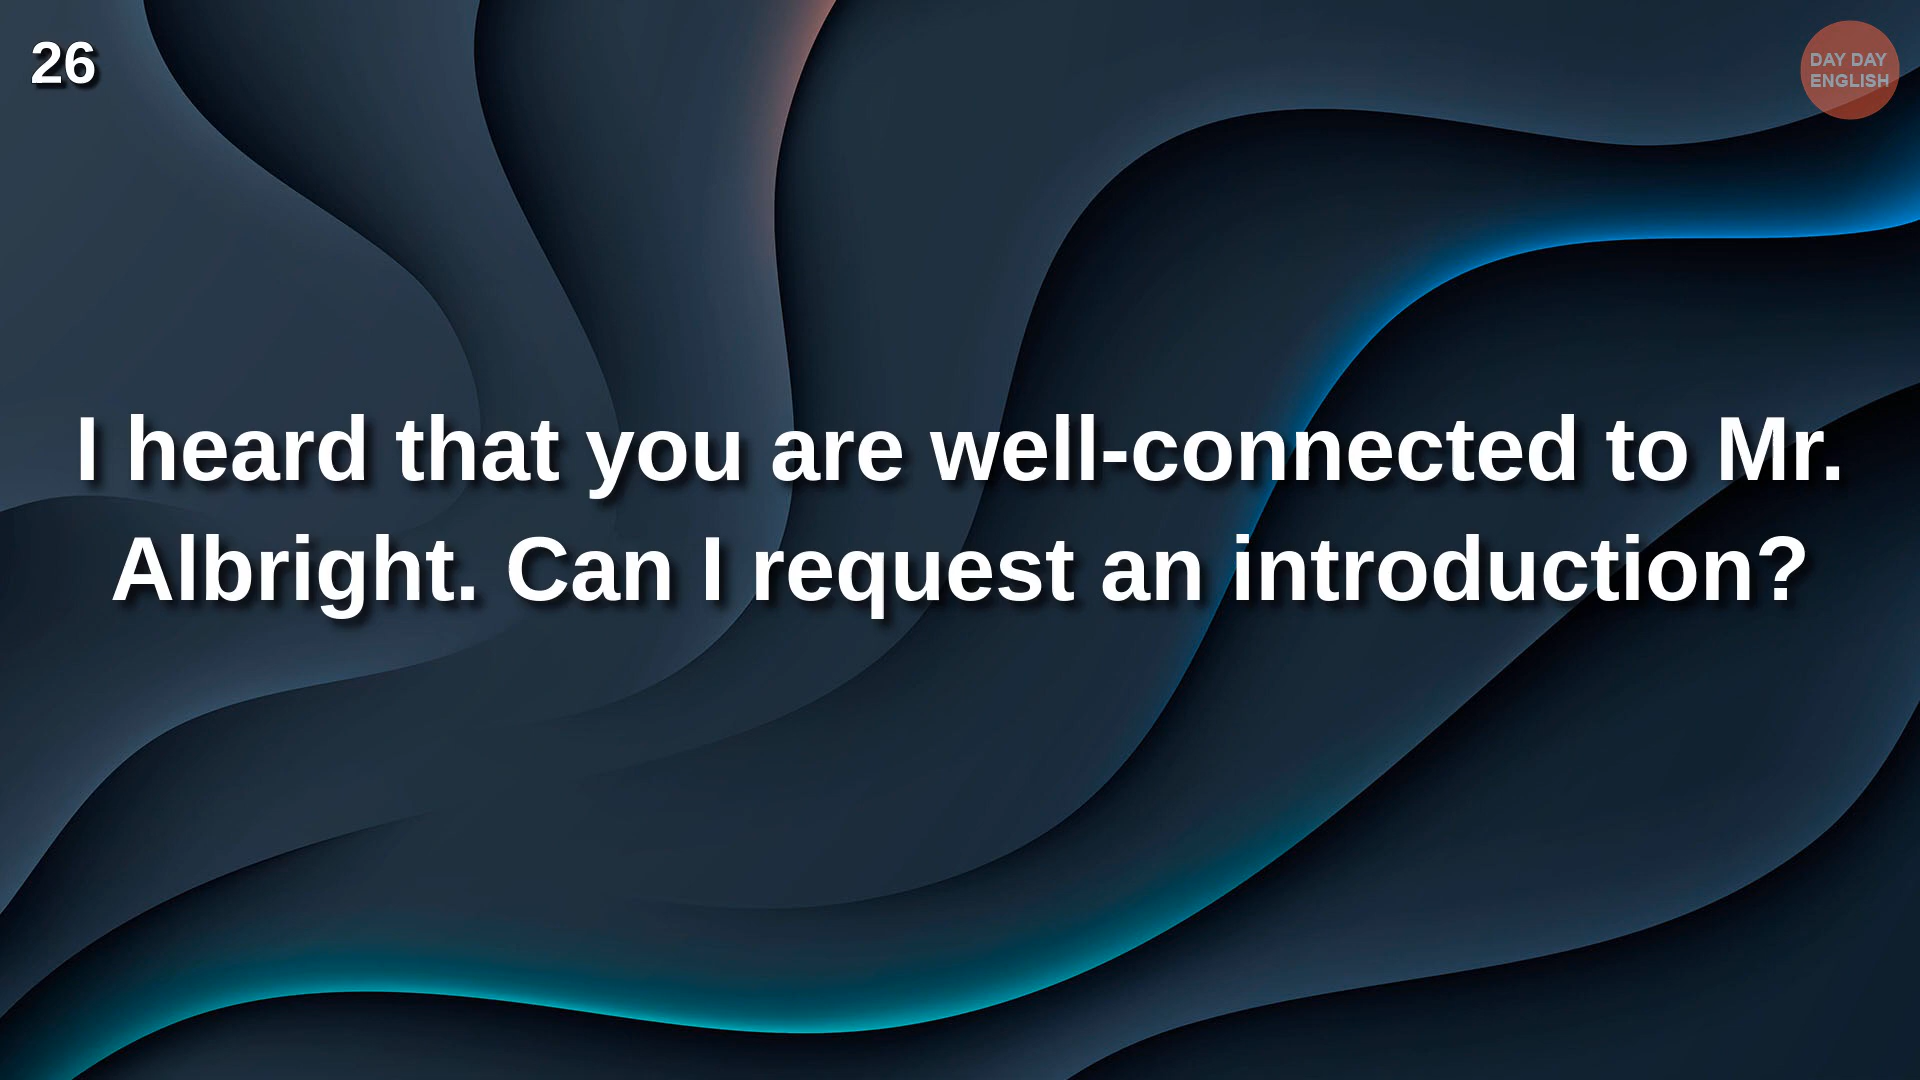 26
DAY DAY
ENGLISH
I heard that you are well-connected to Mr.
Albright. Can I request an introduction?